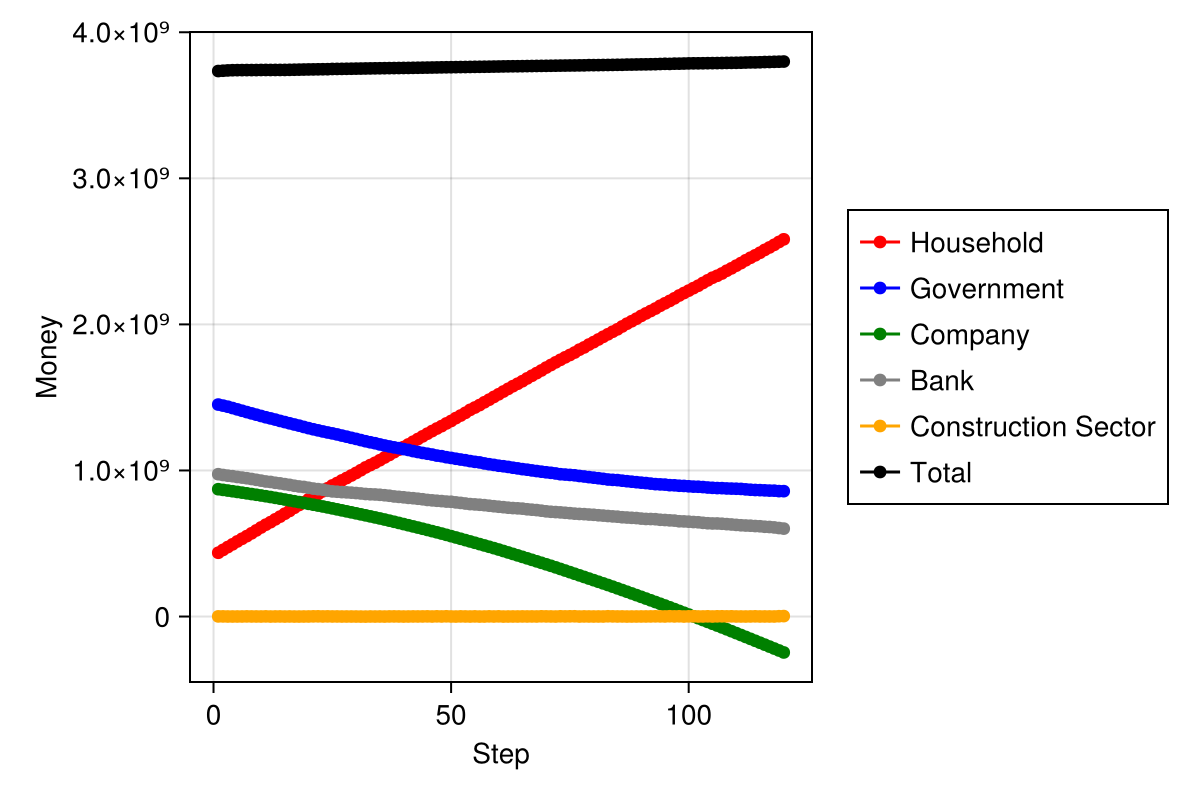 4.0×10⁹
3.0×10⁹
2.0×10⁹
1.0×10⁹
0
Money
0 50 100
Step
Household
Government
Company
Bank
Construction Sector
Total